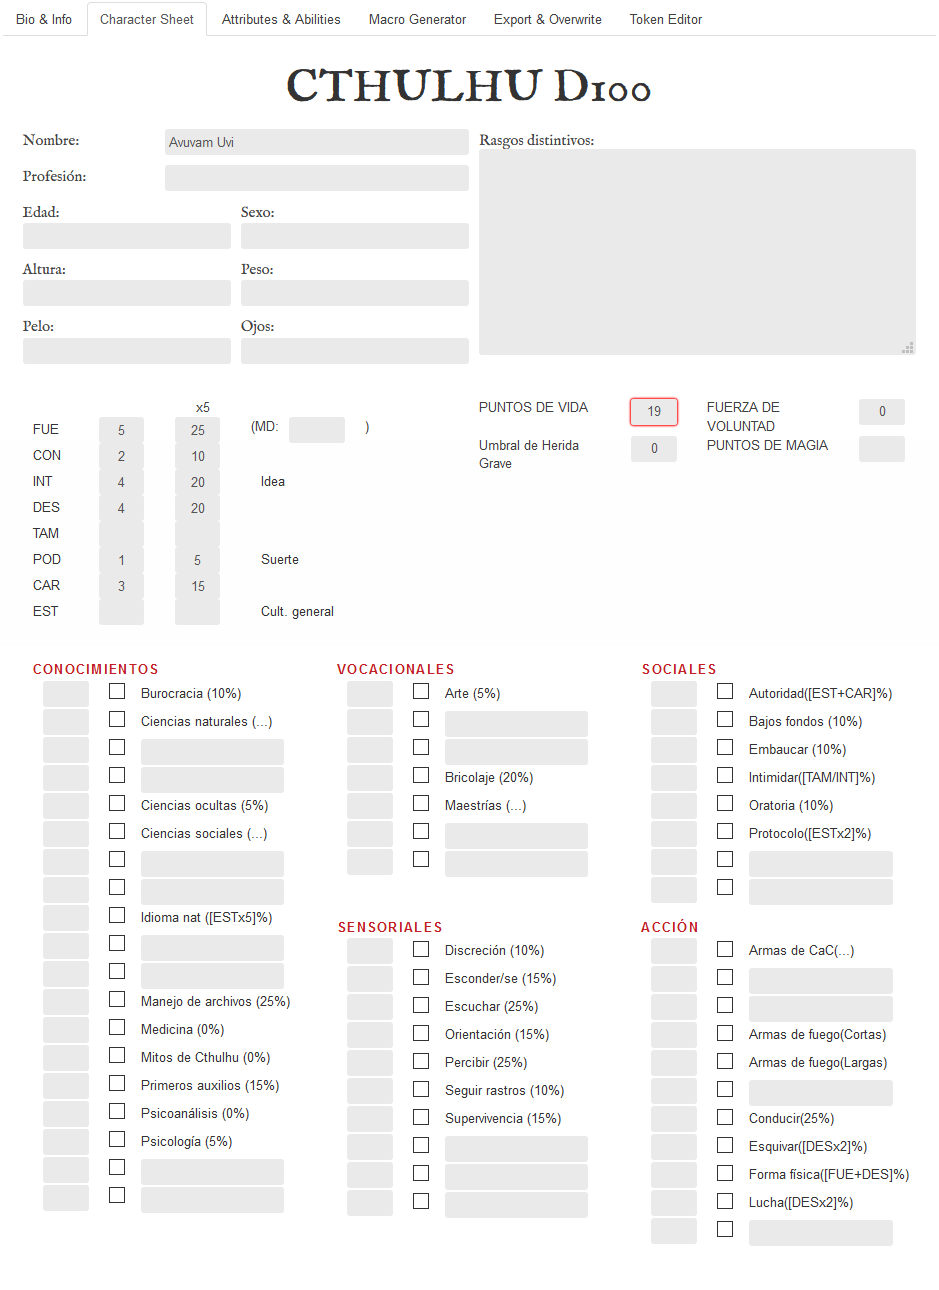 Bio & Info Character Sheet Attributes & Abilities Macro Generator Export & Overwrite Token Editor
CTHULHU D100
Nombre: Avuvam Uvi
Profesión:
Edad: Sexo:
Altura: Peso:
Pelo: Ojos:
Rasgos distintivos:
x5
FUE 5 25 (MD: )
CON 2 10
INT 4 20 Idea
DES 4 20
TAM
POD 1 5 Suerte
CAR 3 15
EST Cult. general
PUNTOS DE VIDA 19
Umbral de Herida
Grave 0
FUERZA DE
VOLUNTAD 0
PUNTOS DE MAGIA
CONOCIMIENTOS
Burocracia (10%)
Ciencias naturales (...)
Ciencias ocultas (5%)
Ciencias sociales (...)
Idioma nat ([ESTx5]%)
Manejo de archivos (25%)
Medicina (0%)
Mitos de Cthulhu (0%)
Primeros auxilios (15%)
Psicoanálisis (0%)
Psicología (5%)
VOCACIONALES
Arte (5%)
Bricolaje (20%)
Maestrías (...)
SENSORIALES
Discreción (10%)
Esconder/se (15%)
Escuchar (25%)
Orientación (15%)
Percibir (25%)
Seguir rastros (10%)
Supervivencia (15%)
SOCIALES
Autoridad([EST+CAR]%)
Bajos fondos (10%)
Embaucar (10%)
Intimidar([TAM/INT]%)
Oratoria (10%)
Protocolo([ESTx2]%)
ACCIÓN
Armas de CaC(...)
Armas de fuego(Cortas)
Armas de fuego(Largas)
Conducir(25%)
Esquivar([DESx2]%)
Forma física([FUE+DES]%)
Lucha([DESx2]%)